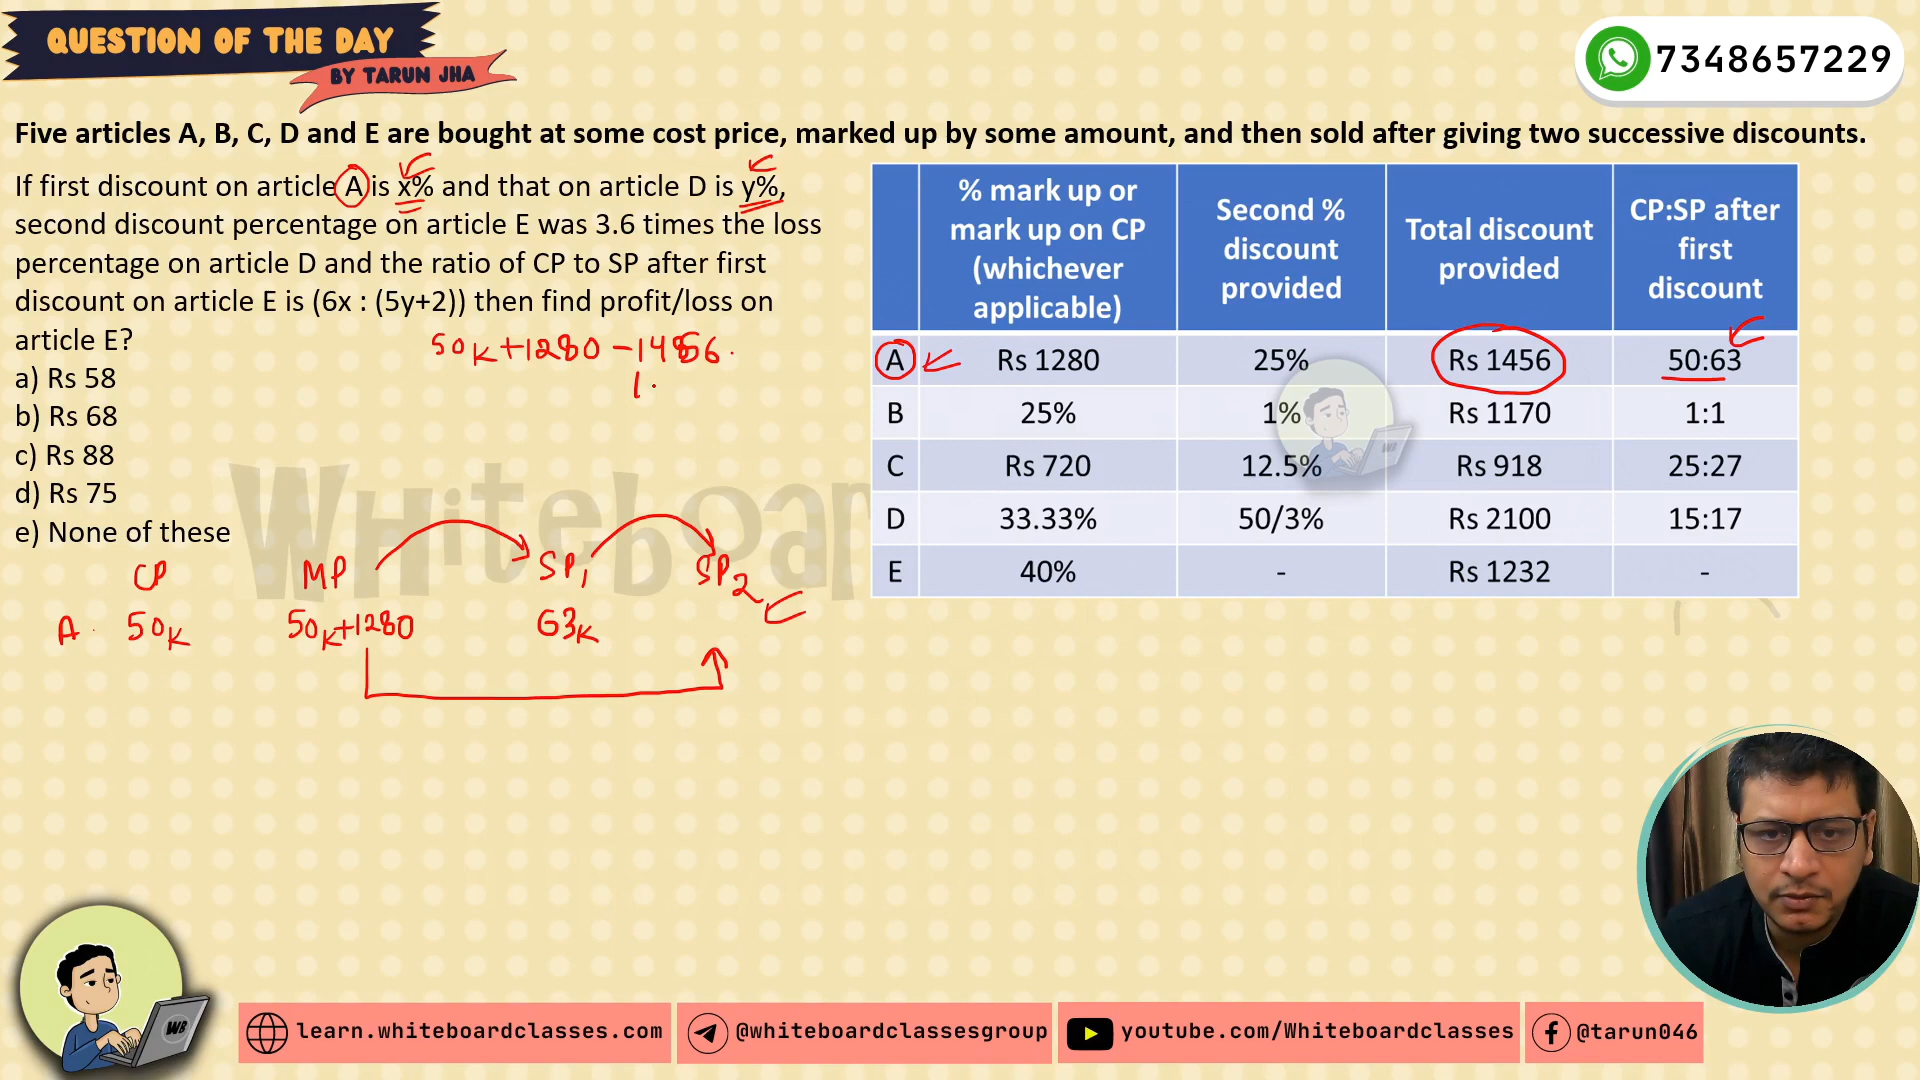 QUESTION OF THE DAY
BY TARUN JHA
7348657229
Five articles A, B, C, D and E are bought at some cost price, marked up by some amount, and then sold after giving two successive discounts.
If first discount on article A is x% and that on article D is y%,
second discount percentage on article E was 3.6 times the loss
percentage on article D and the ratio of CP to SP after first
discount on article E is (6x : (5y+2)) then find profit/loss on
article E?
a) Rs 58
b) Rs 68
c) Rs 88
d) Rs 75
e) None of these
50k+1280 -1456.
1.
% mark up or mark up on CP (whichever applicable) Second % discount provided Total discount provided CP:SP after first discount
A Rs 1280 25% Rs 1456 50:63
B 25% 1% Rs 1170 1:1
C Rs 720 12.5% Rs 918 25:27
D 33.33% 50/3% Rs 2100 15:17
E 40% - Rs 1232 -
Whiteboard
WB
CP MP SP1 SP2
A. 50k 50k+1280 63k
WB
learn.whiteboardclasses.com @whiteboardclassesgroup youtube.com/Whiteboardclasses @tarun046